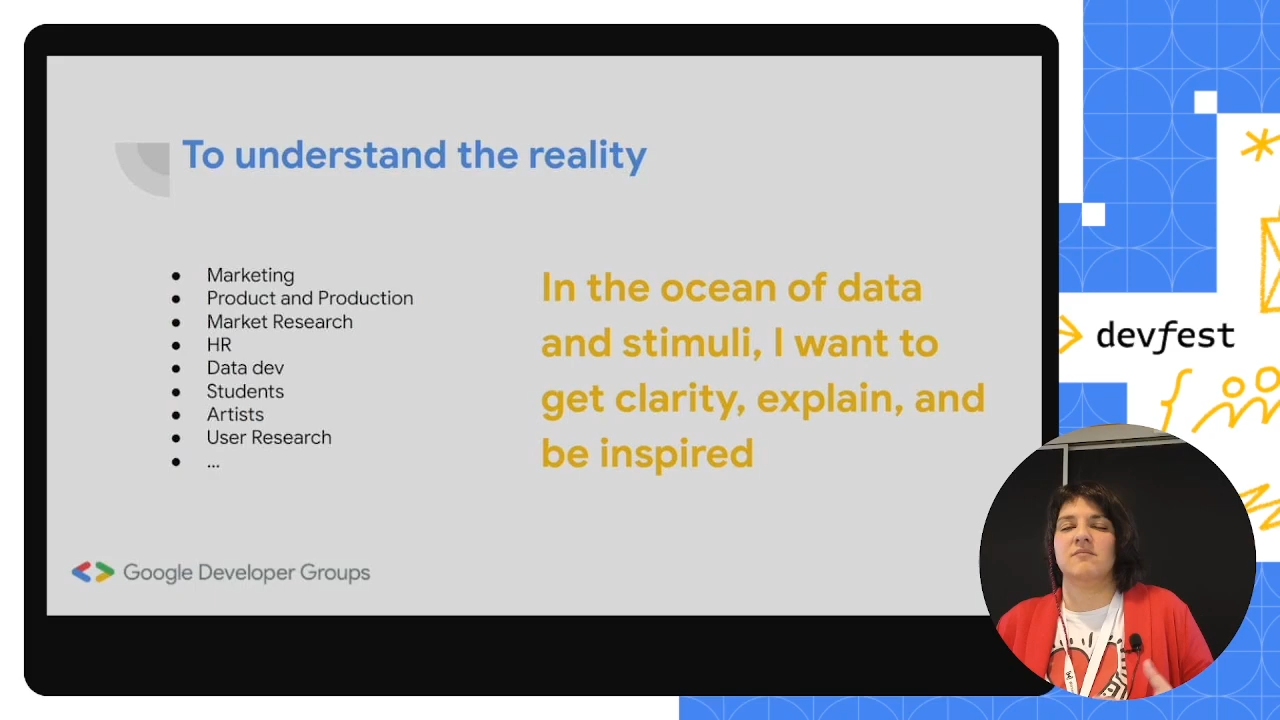 To understand the reality
● Marketing
● Product and Production
● Market Research
● HR
● Data dev
● Students
● Artists
● User Research
● ...
In the ocean of data
and stimuli, I want to
get clarity, explain, and
be inspired
Google Developer Groups
devfest